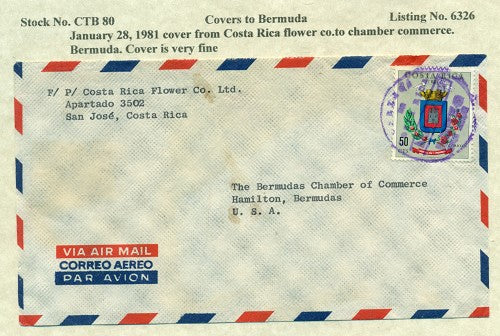 Stock No. CTB 80 Covers to Bermuda Listing No. 6326
January 28, 1981 cover from Costa Rica flower co.to chamber commerce.
Bermuda. Cover is very fine
F/ P/ Costa Rica Flower Co. Ltd.
Apartado 3502
San José, Costa Rica
COSTA RICA
50
The Bermudas Chamber of Commerce
Hamilton, Bermudas
U. S. A.
VIA AIR MAIL
CORREO AEREO
PAR AVION